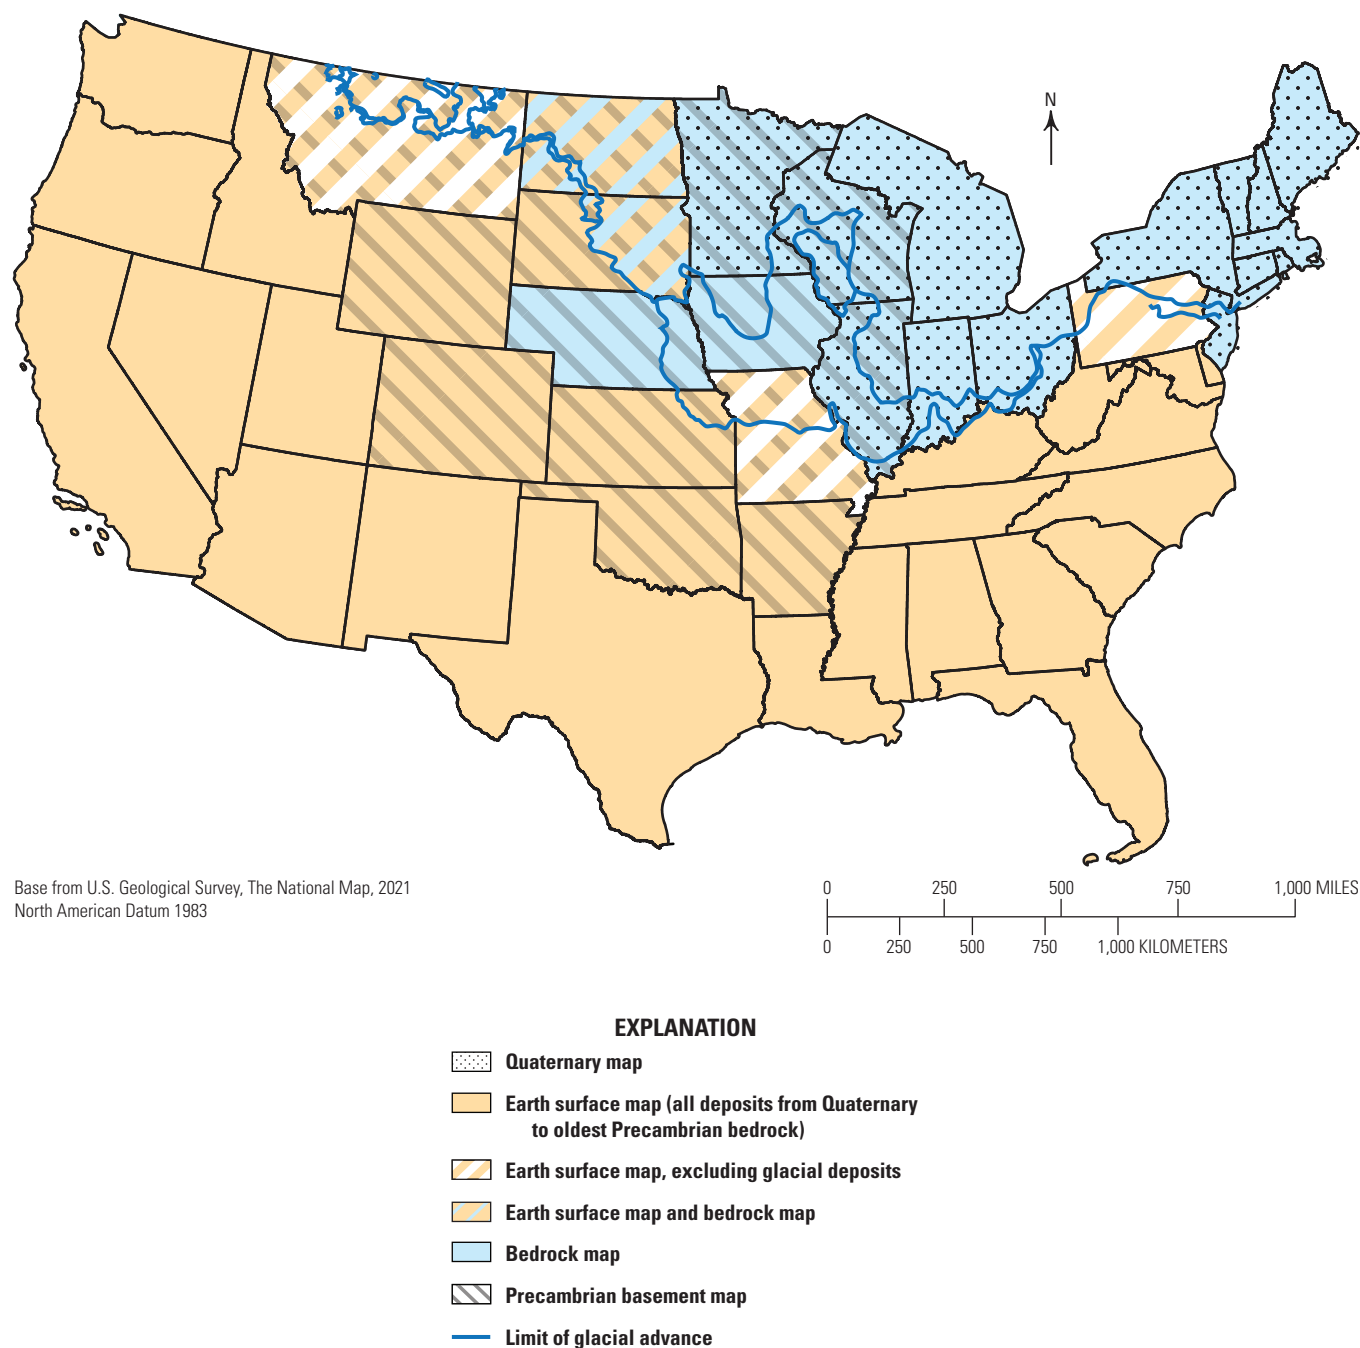 N
Base from U.S. Geological Survey, The National Map, 2021
North American Datum 1983
0 250 500 750 1,000 MILES
0 250 500 750 1,000 KILOMETERS
EXPLANATION
Quaternary map
Earth surface map (all deposits from Quaternary
to oldest Precambrian bedrock)
Earth surface map, excluding glacial deposits
Earth surface map and bedrock map
Bedrock map
Precambrian basement map
Limit of glacial advance